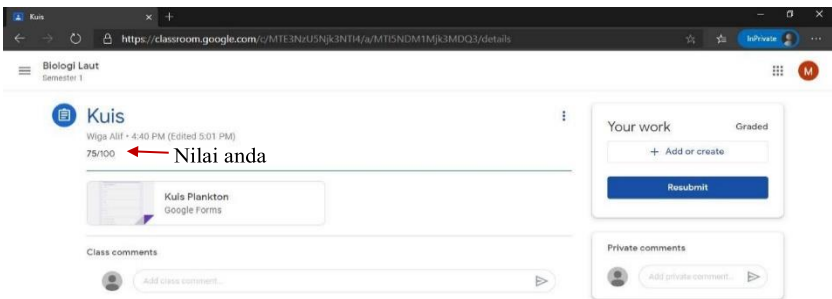 Kuis
InPrivate
https://classroom.google.com/c/MTE3NzU5Njk3NTI4/a/MTI5NDM1Mjk3MDQ3/details
Biologi Laut
Semester 1
M
Kuis
Wiga Alif • 4:40 PM (Edited 5:01 PM)
75/100
Nilai anda
Kuis Plankton
Google Forms
Class comments
Add class comment...
Your work
Graded
+ Add or create
Resubmit
Private comments
Add private comment...